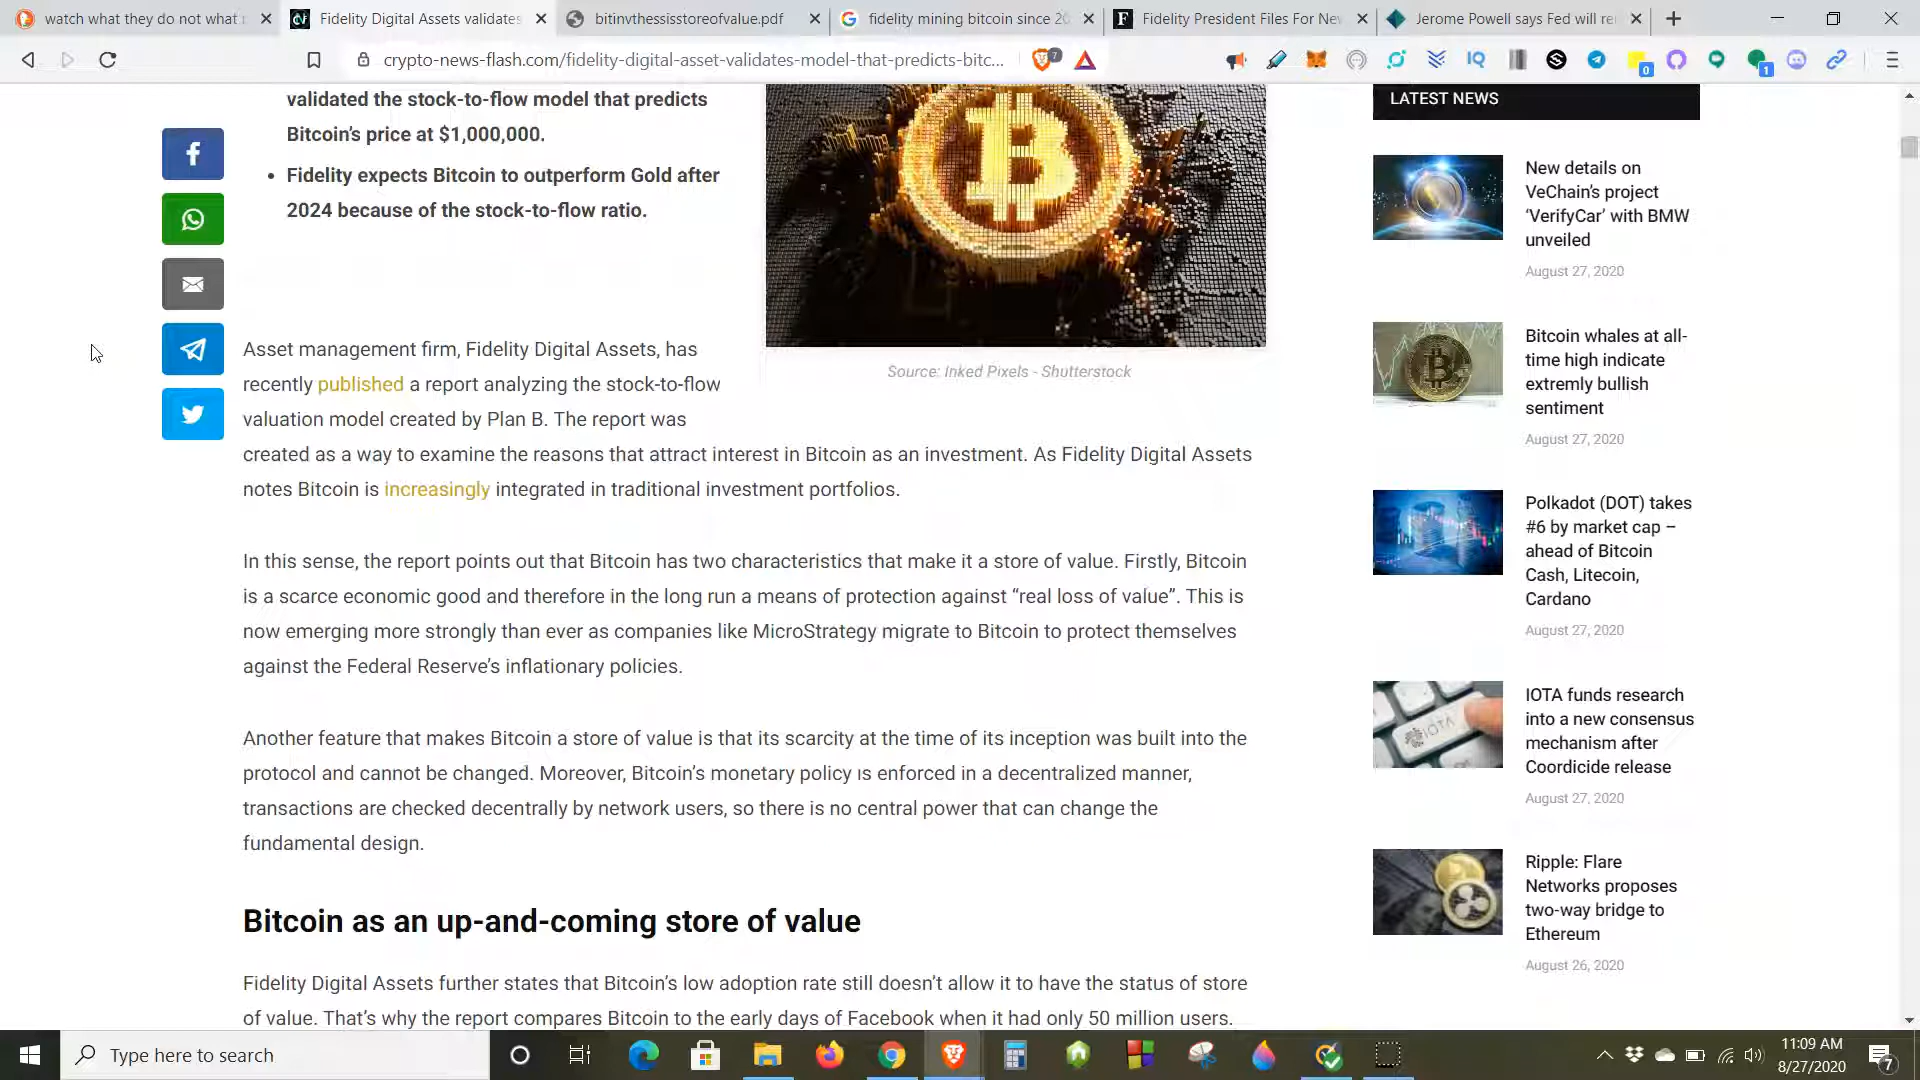 watch what they do not what
Fidelity Digital Assets validates
bitinvthessisstoreofvalue.pdf
fidelity mining bitcoin since 20
Fidelity President Files For Nev
Jerome Powell says Fed will re
crypto-news-flash.com/fidelity-digital-asset-validates-model-that-predicts-bitc...
7
IQ
0
1
validated the stock-to-flow model that predicts
Bitcoin's price at $1,000,000.
• Fidelity expects Bitcoin to outperform Gold after
2024 because of the stock-to-flow ratio.
Source: Inked Pixels - Shutterstock
Asset management firm, Fidelity Digital Assets, has
recently published a report analyzing the stock-to-flow
valuation model created by Plan B. The report was
created as a way to examine the reasons that attract interest in Bitcoin as an investment. As Fidelity Digital Assets
notes Bitcoin is increasingly integrated in traditional investment portfolios.
In this sense, the report points out that Bitcoin has two characteristics that make it a store of value. Firstly, Bitcoin
is a scarce economic good and therefore in the long run a means of protection against “real loss of value”. This is
now emerging more strongly than ever as companies like MicroStrategy migrate to Bitcoin to protect themselves
against the Federal Reserve's inflationary policies.
Another feature that makes Bitcoin a store of value is that its scarcity at the time of its inception was built into the
protocol and cannot be changed. Moreover, Bitcoin's monetary policy is enforced in a decentralized manner,
transactions are checked decentrally by network users, so there is no central power that can change the
fundamental design.
Bitcoin as an up-and-coming store of value
Fidelity Digital Assets further states that Bitcoin's low adoption rate still doesn't allow it to have the status of store
of value. That's why the report compares Bitcoin to the early days of Facebook when it had only 50 million users.
LATEST NEWS
New details on
VeChain's project
‘VerifyCar’ with BMW
unveiled
August 27, 2020
Bitcoin whales at all-
time high indicate
extremly bullish
sentiment
August 27, 2020
Polkadot (DOT) takes
#6 by market cap –
ahead of Bitcoin
Cash, Litecoin,
Cardano
August 27, 2020
IOTA
IOTA funds research
into a new consensus
mechanism after
Coordicide release
August 27, 2020
Ripple: Flare
Networks proposes
two-way bridge to
Ethereum
August 26, 2020
Type here to search
11:09 AM
8/27/2020
7